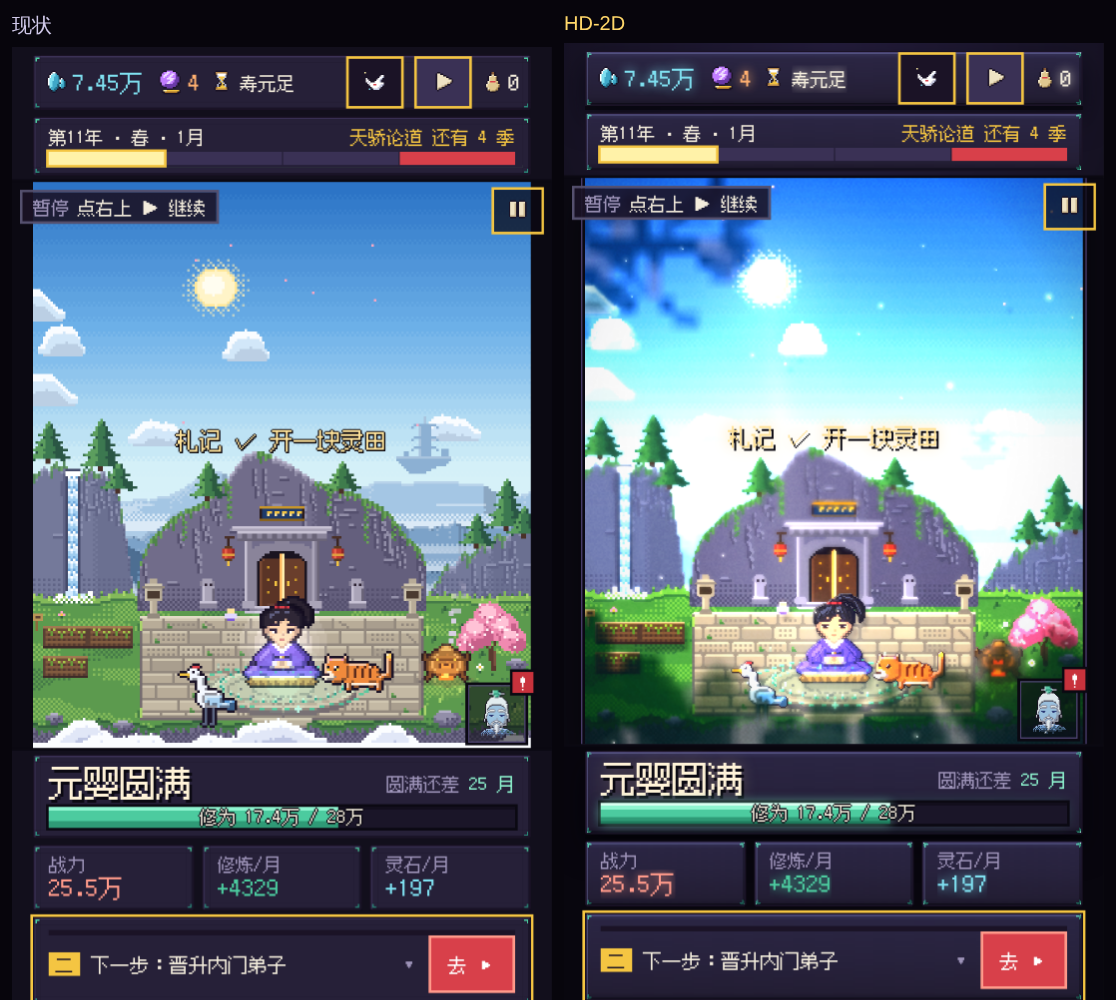 现状
7.45万 4 寿元足 0
第11年 · 春 · 1月 天骄论道 还有 4 季
暂停 点右上 ▶ 继续
札记 ✓ 开一块灵田
!
元婴圆满 圆满还差 25 月
修为 17.4万 / 28万
战力 修炼/月 灵石/月
25.5万 +4329 +197
二 下一步：晋升内门弟子 ▼ 去 ▶
HD-2D
7.45万 4 寿元足 0
第11年 · 春 · 1月 天骄论道 还有 4 季
暂停 点右上 ▶ 继续
札记 ✓ 开一块灵田
!
元婴圆满 圆满还差 25 月
修为 17.4万 / 28万
战力 修炼/月 灵石/月
25.5万 +4329 +197
二 下一步：晋升内门弟子 ▼ 去 ▶